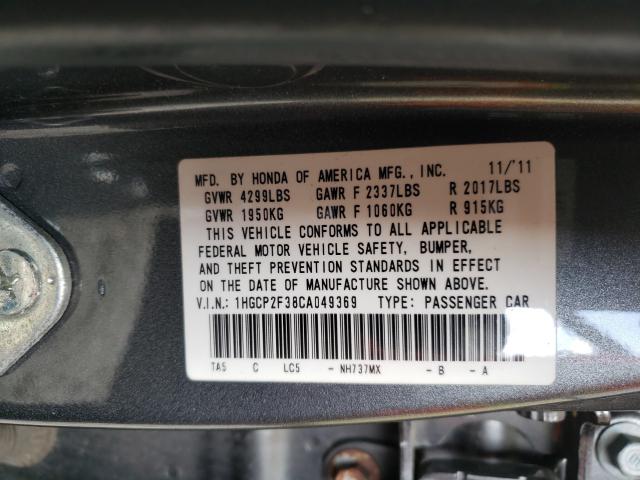 MFD. BY HONDA OF AMERICA MFG., INC. 11/'11
GVWR 4299LBS GAWR F 2337LBS R 2017LBS
GVWR 1950KG GAWR F 1060KG R 915KG
THIS VEHICLE CONFORMS TO ALL APPLICABLE
FEDERAL MOTOR VEHICLE SAFETY, BUMPER,
AND THEFT PREVENTION STANDARDS IN EFFECT
ON THE DATE OF MANUFACTURE SHOWN ABOVE.
V.I.N.: 1HGCP2F38CA049369 TYPE: PASSENGER CAR
TA5 C LC5 - NH737MX - B - A